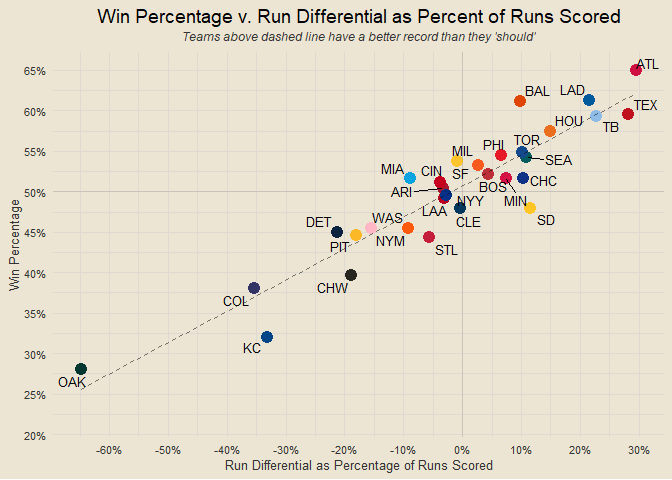 Win Percentage v. Run Differential as Percent of Runs Scored
Teams above dashed line have a better record than they 'should'
Win Percentage
65%
60%
55%
50%
45%
40%
35%
30%
25%
20%
ATL
BAL
LAD
TEX
HOU
TB
TOR
PHI
MIL
SEA
SF
MIA
CIN
BOS
CHC
ARI
NYY
MIN
LAA
CLE
SD
DET
WAS
PIT
NYM
STL
CHW
COL
KC
OAK
-60%
-50%
-40%
-30%
-20%
-10%
0%
10%
20%
30%
Run Differential as Percentage of Runs Scored